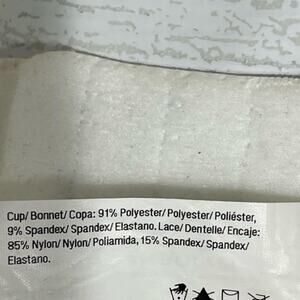 Cup/ Bonnet/ Copa: 91% Polyester/ Polyester/ Poliéster,
9% Spandex/ Spandex/ Elastano. Lace/ Dentelle/ Encaje:
85% Nylon/ Nylon/ Poliamida, 15% Spandex/ Spandex/
Elastano.